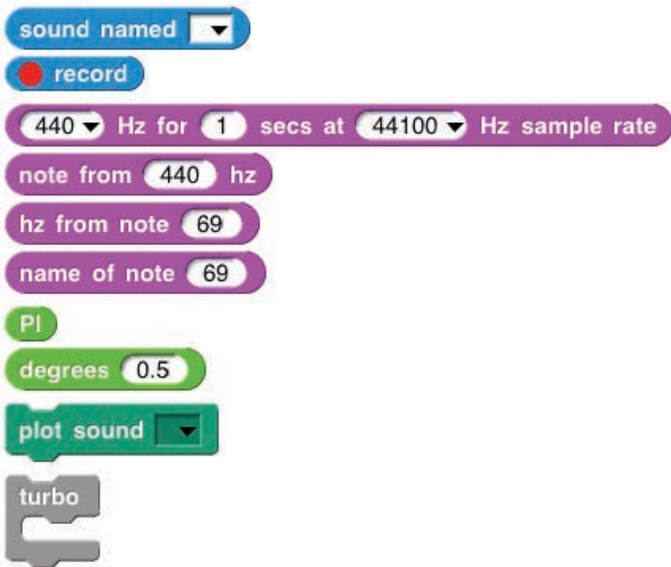 sound named
record
440 Hz for 1 secs at 44100 Hz sample rate
note from 440 hz
hz from note 69
name of note 69
PI
degrees 0.5
plot sound
turbo